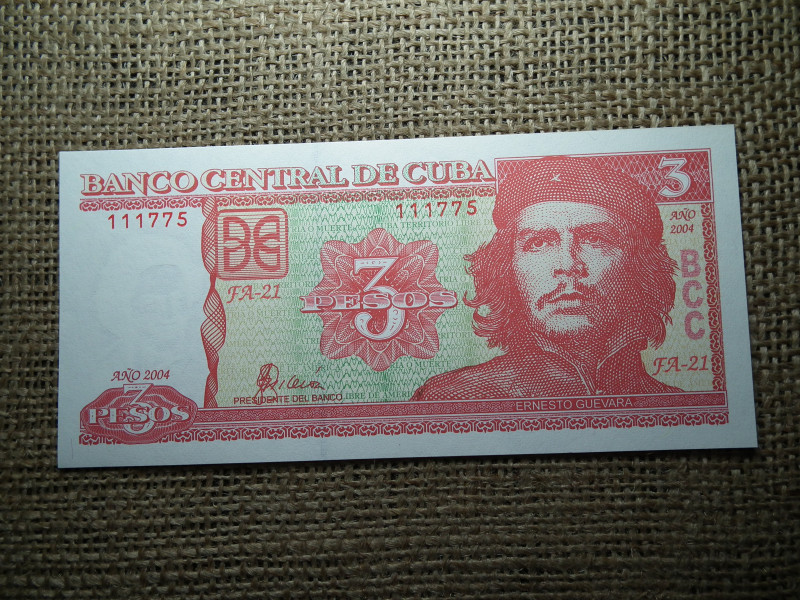 BANCO CENTRAL DE CUBA
3
111775
111775
AÑO
2004
BCC
FA-21
3
PESOS
FA-21
AÑO 2004
3
PESOS
PRESIDENTE DEL BANCO
ERNESTO GUEVARA